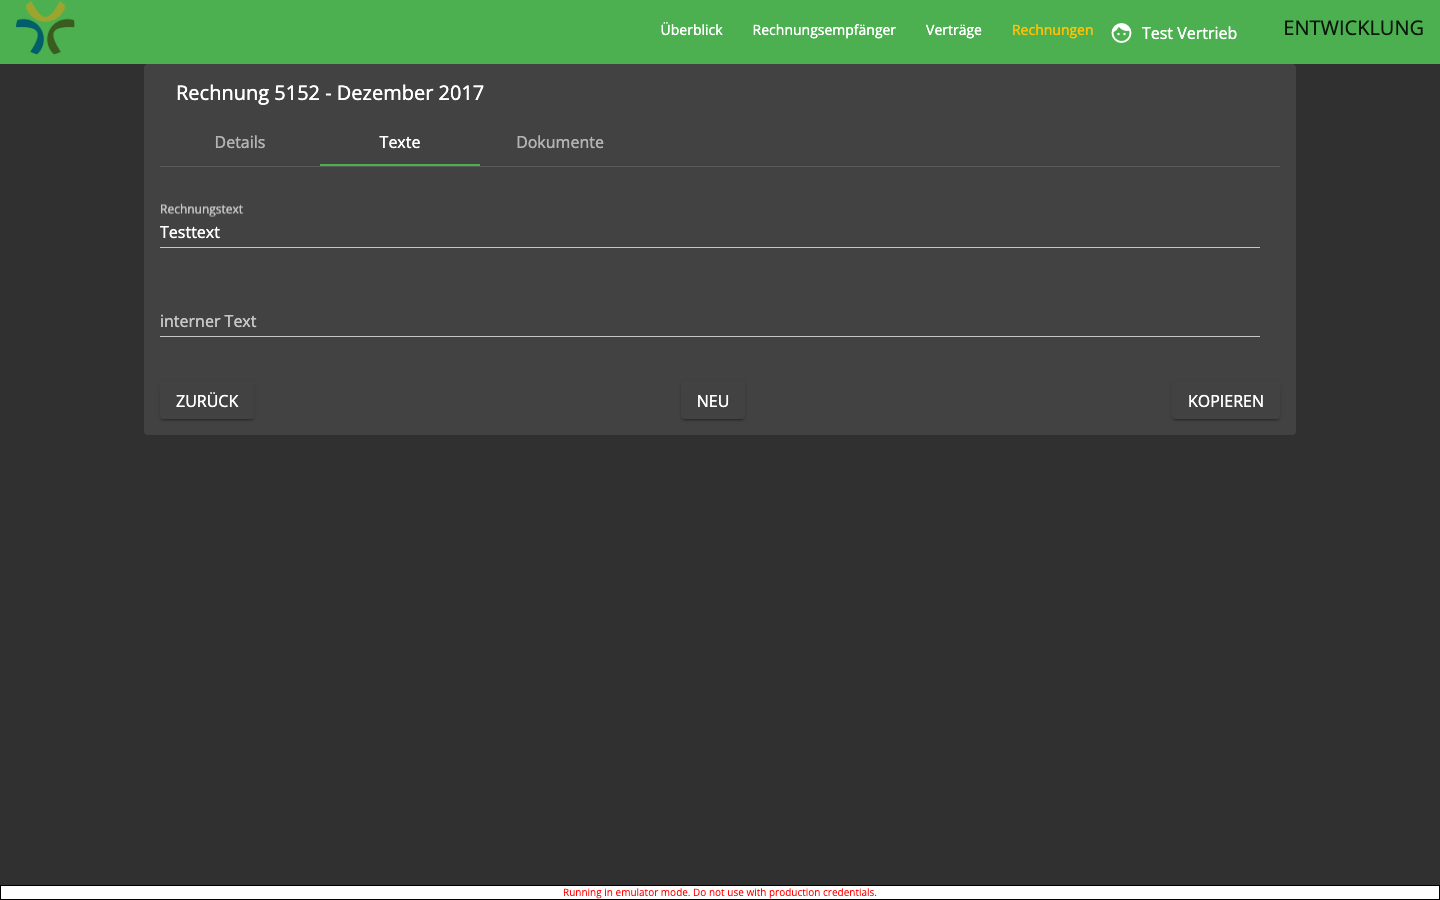 Überblick Rechnungsempfänger Verträge Rechnungen Test Vertrieb ENTWICKLUNG
Rechnung 5152 - Dezember 2017
Details Texte Dokumente
Rechnungstext
Testtext
interner Text
ZURÜCK NEU KOPIEREN
Running in emulator mode. Do not use with production credentials.